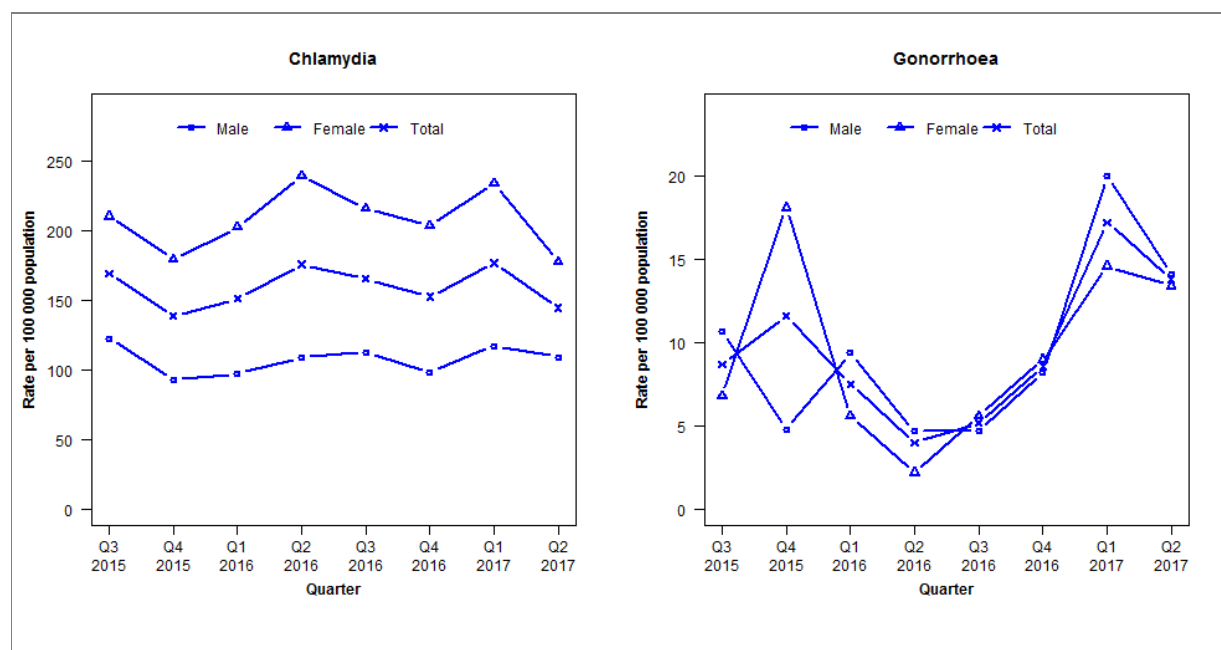 Chlamydia
Male Female Total
Rate per 100 000 population
250
200
150
100
50
0
Q3 Q4 Q1 Q2 Q3 Q4 Q1 Q2
2015 2015 2016 2016 2016 2016 2017 2017
Quarter
Gonorrhoea
Male Female Total
Rate per 100 000 population
20
15
10
5
0
Q3 Q4 Q1 Q2 Q3 Q4 Q1 Q2
2015 2015 2016 2016 2016 2016 2017 2017
Quarter